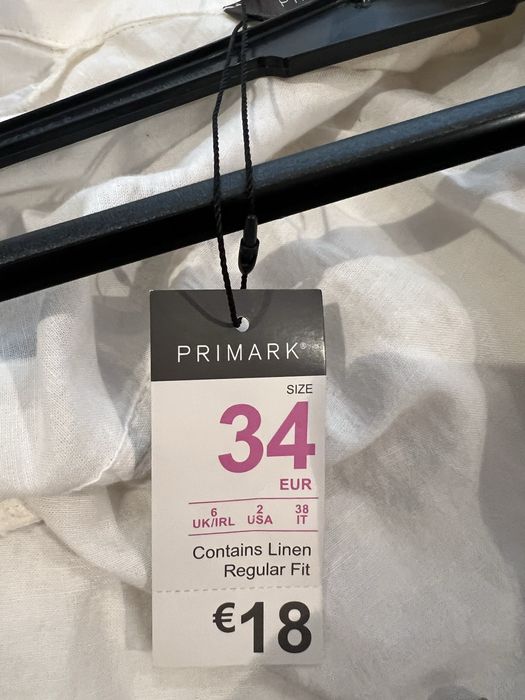 PRIMARK®
SIZE
34
EUR
6 2 38
UK/IRL USA IT
Contains Linen
Regular Fit
€18